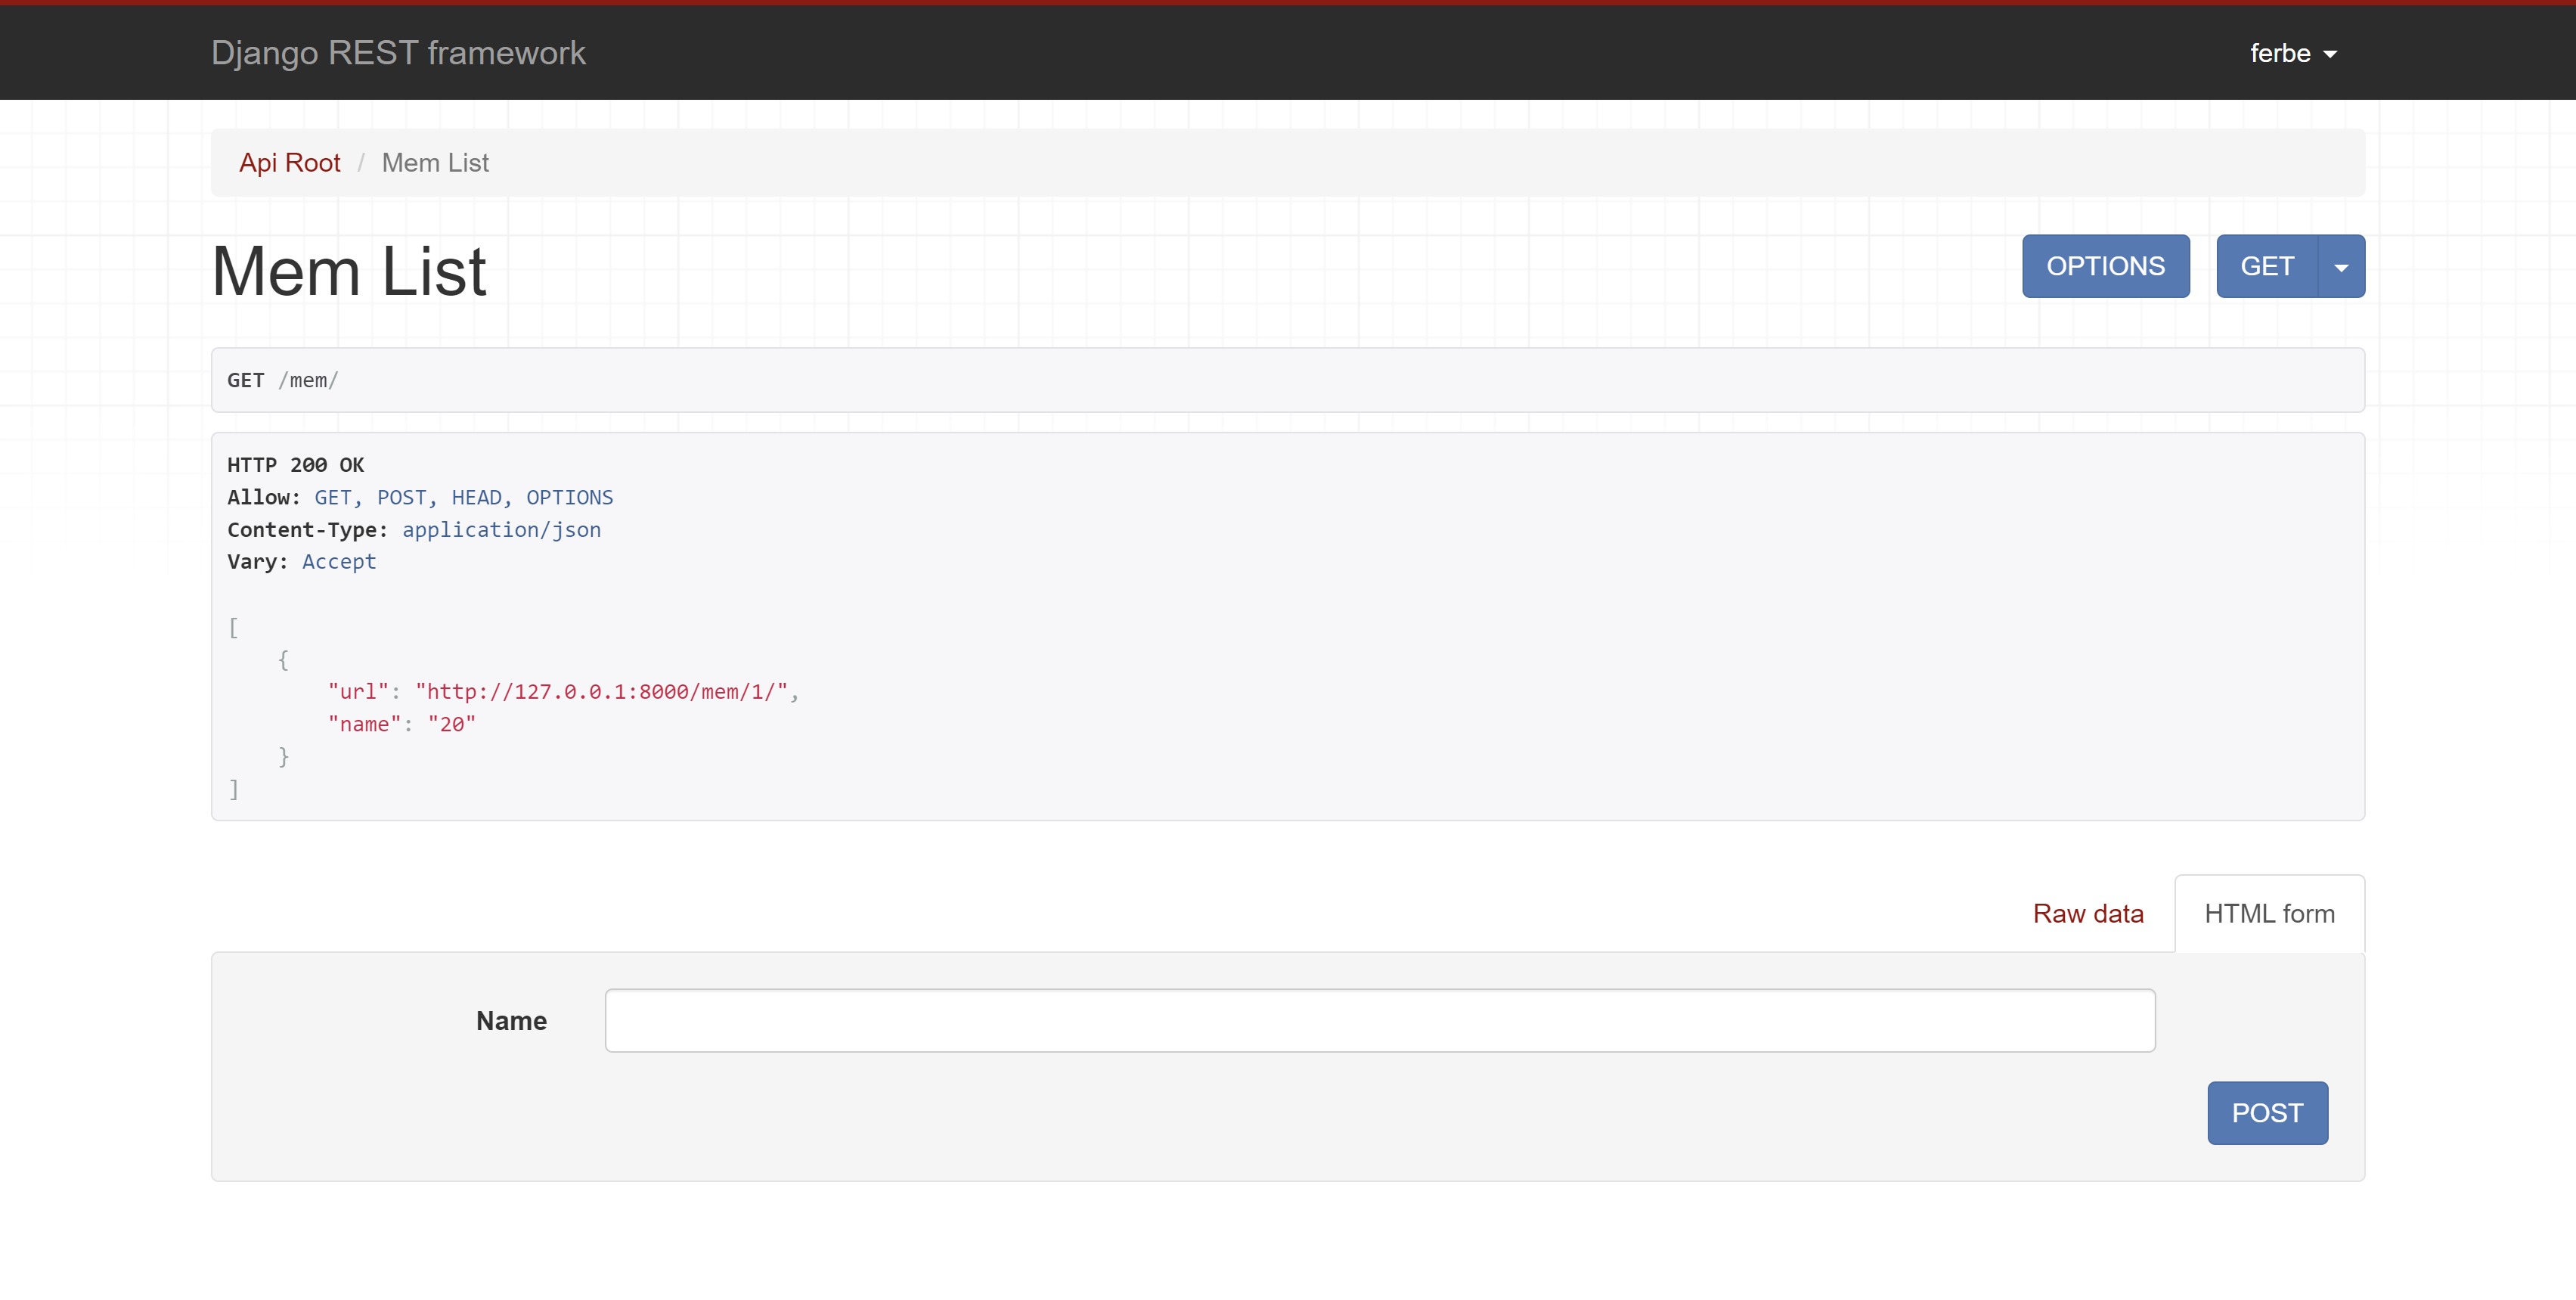 Django REST framework
ferbe
Api Root / Mem List
Mem List
OPTIONS
GET
GET /mem/
HTTP 200 OK
Allow: GET, POST, HEAD, OPTIONS
Content-Type: application/json
Vary: Accept
[
    {
        "url": "http://127.0.0.1:8000/mem/1/",
        "name": "20"
    }
]
Raw data
HTML form
Name
POST